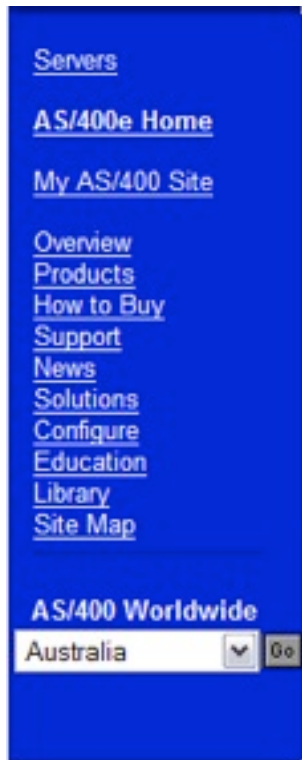 Servers
AS/400e Home
My AS/400 Site
Overview
Products
How to Buy
Support
News
Solutions
Configure
Education
Library
Site Map
AS/400 Worldwide
Australia Go